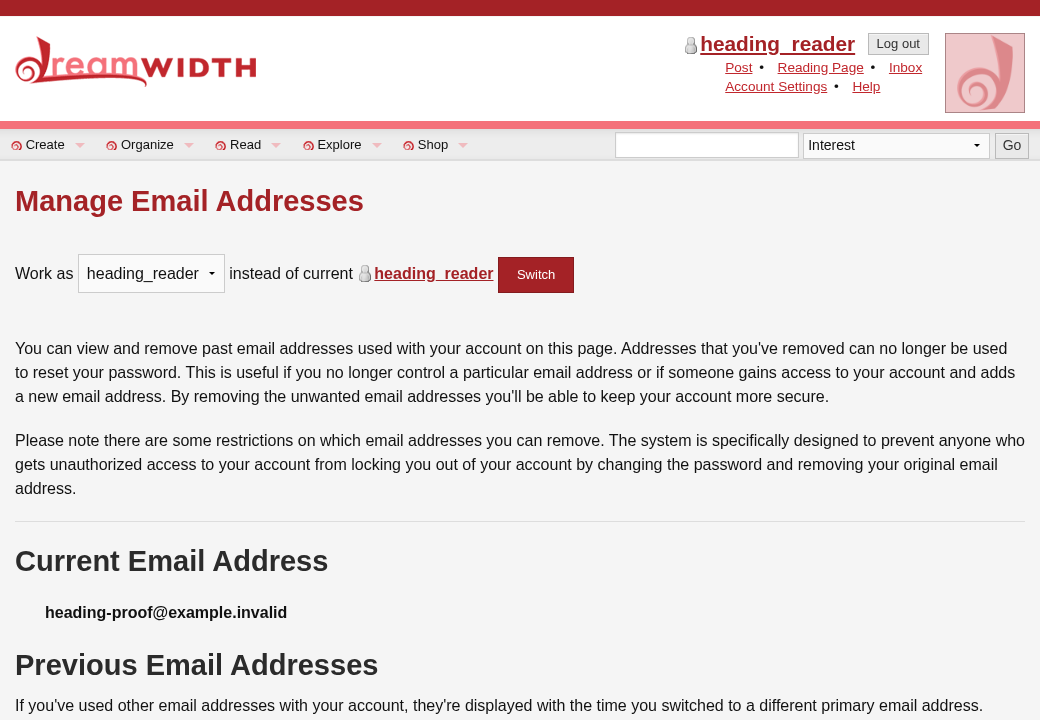 dreamWIDTH
heading_reader Log out
Post • Reading Page • Inbox
Account Settings • Help
Create Organize Read Explore Shop Interest Go
Manage Email Addresses
Work as heading_reader instead of current heading_reader Switch
You can view and remove past email addresses used with your account on this page. Addresses that you've removed can no longer be used
to reset your password. This is useful if you no longer control a particular email address or if someone gains access to your account and adds
a new email address. By removing the unwanted email addresses you'll be able to keep your account more secure.
Please note there are some restrictions on which email addresses you can remove. The system is specifically designed to prevent anyone who
gets unauthorized access to your account from locking you out of your account by changing the password and removing your original email
address.
Current Email Address
heading-proof@example.invalid
Previous Email Addresses
If you've used other email addresses with your account, they're displayed with the time you switched to a different primary email address.